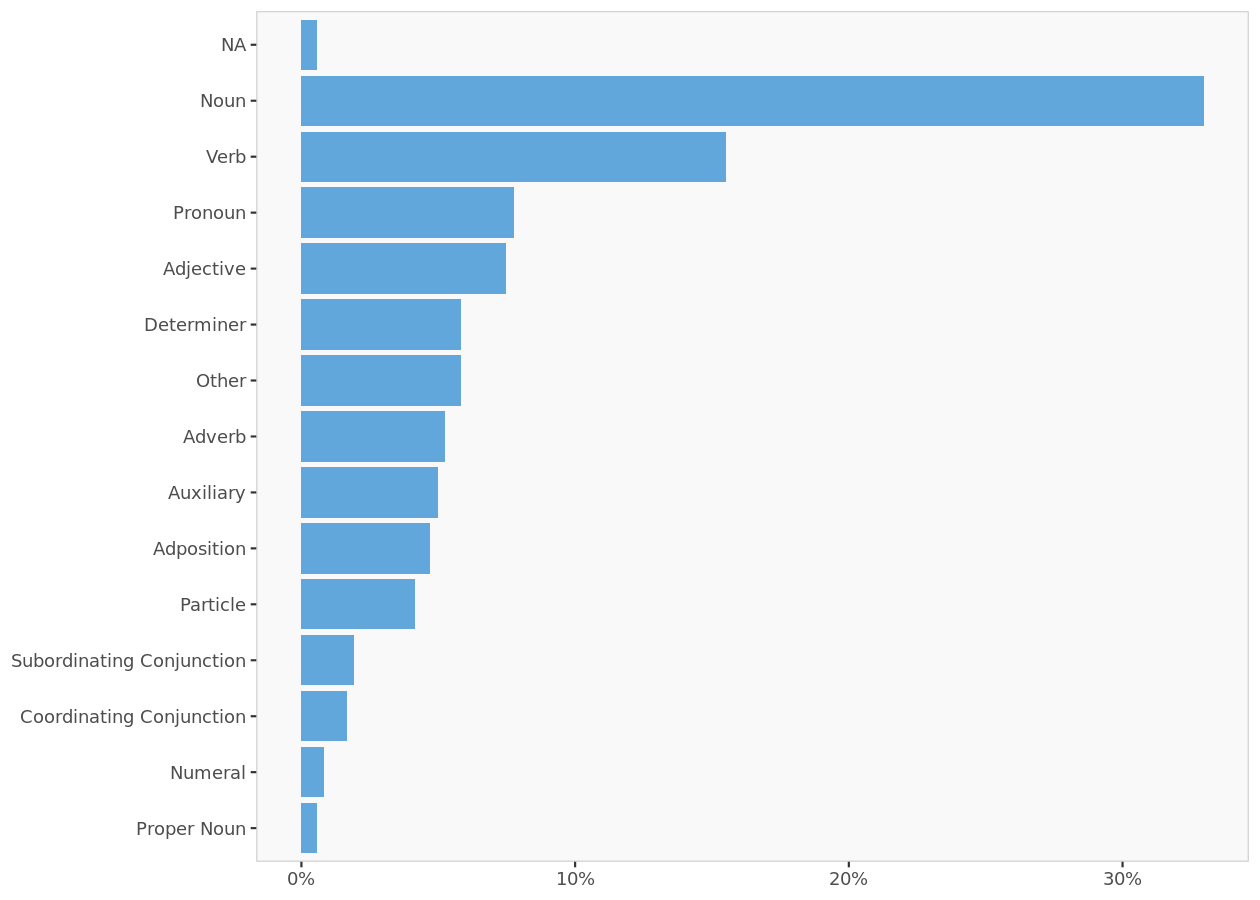 NA
Noun
Verb
Pronoun
Adjective
Determiner
Other
Adverb
Auxiliary
Adposition
Particle
Subordinating Conjunction
Coordinating Conjunction
Numeral
Proper Noun
0% 10% 20% 30%